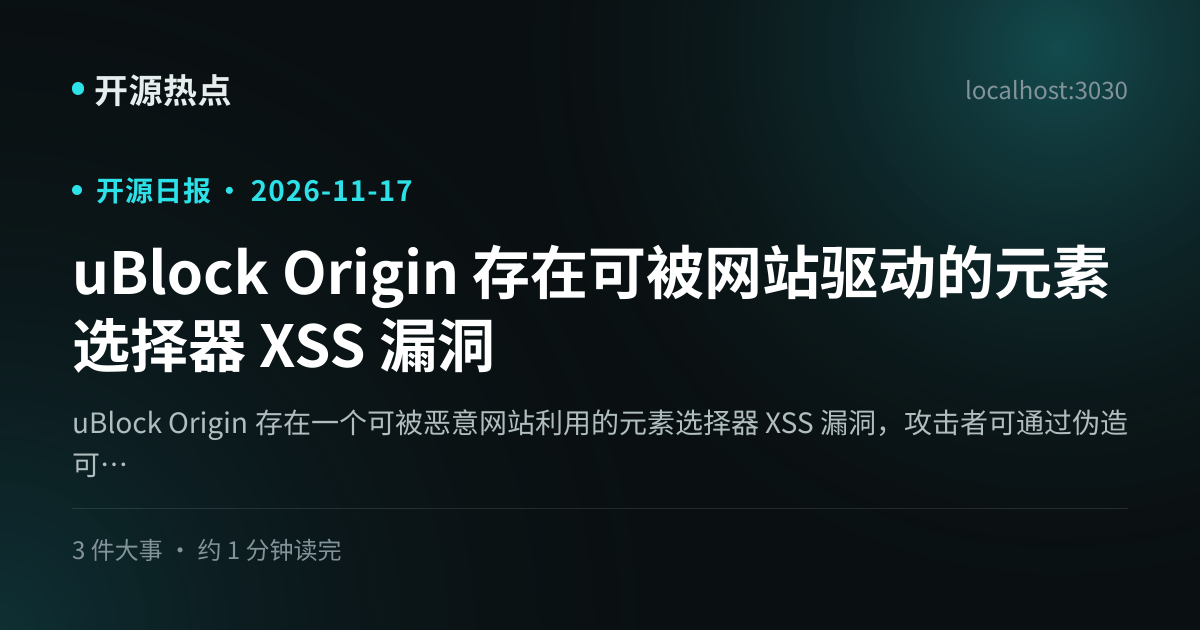 开源热点
localhost:3030
开源日报 · 2026-11-17
uBlock Origin 存在可被网站驱动的元素
选择器 XSS 漏洞
uBlock Origin 存在一个可被恶意网站利用的元素选择器 XSS 漏洞，攻击者可通过伪造
可…
3 件大事 · 约 1 分钟读完